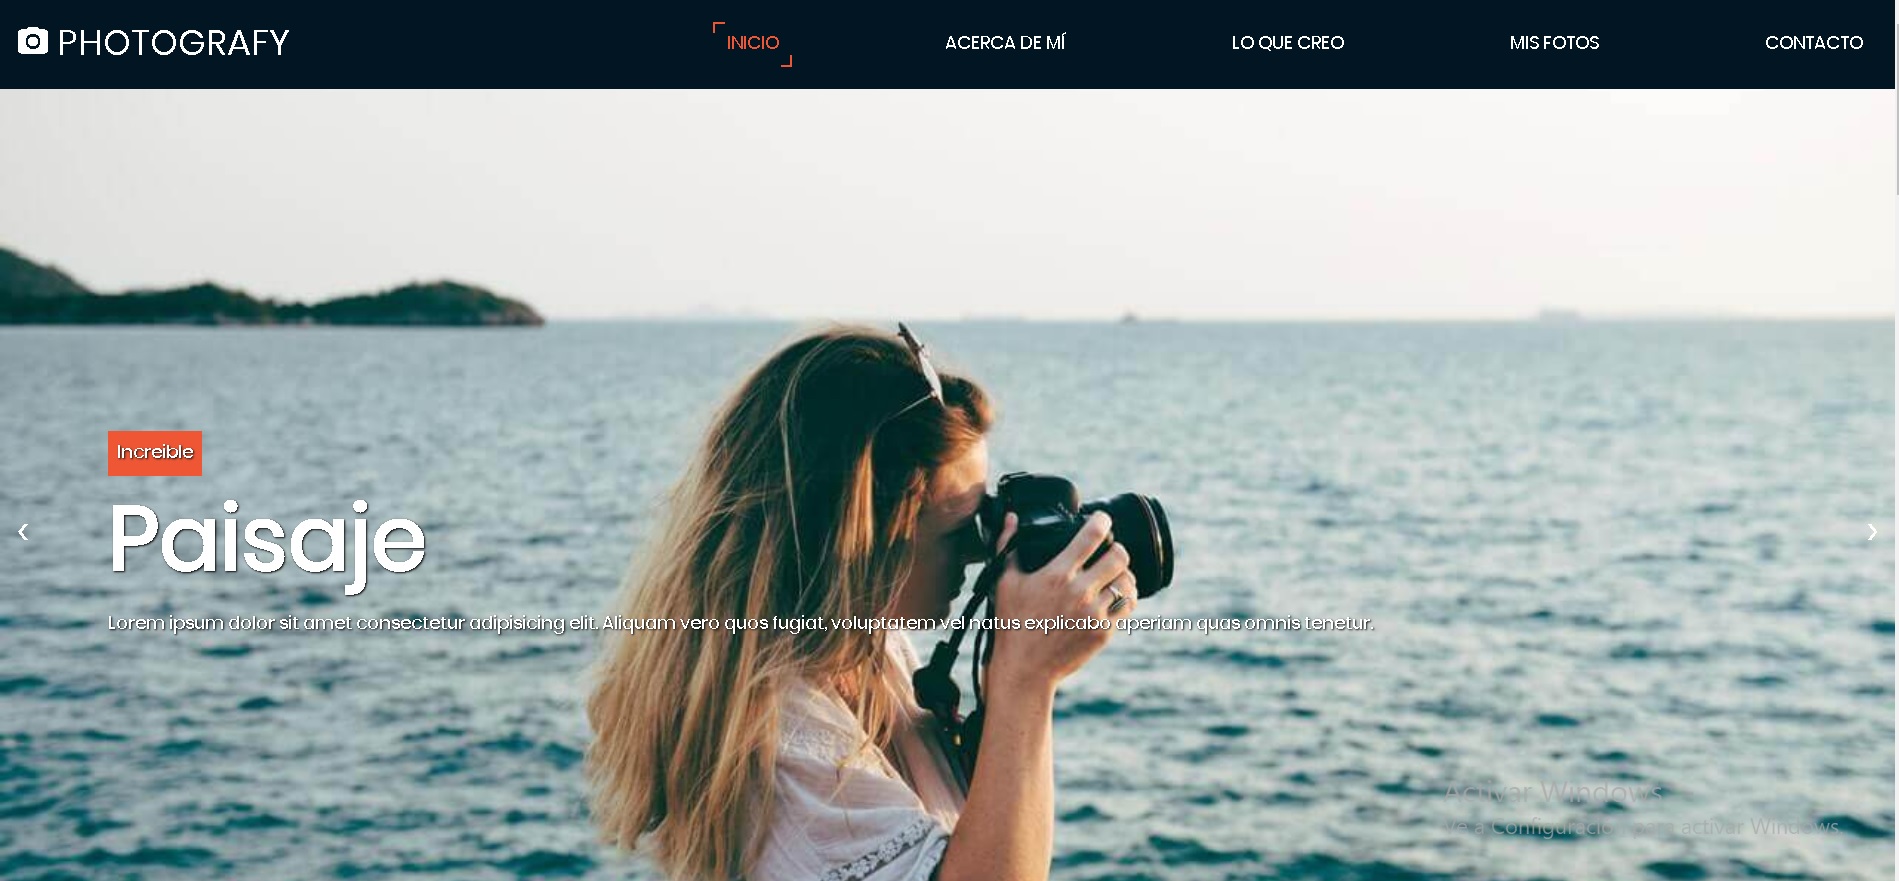 PHOTOGRAFY
INICIO
ACERCA DE MÍ
LO QUE CREO
MIS FOTOS
CONTACTO
Increible
Paisaje
Lorem ipsum dolor sit amet consectetur adipisicing elit. Aliquam vero quos fugiat, voluptatem vel natus explicabo aperiam quas omnis tenetur.
Activar Windows
Ve a Configuración para activar Windows.